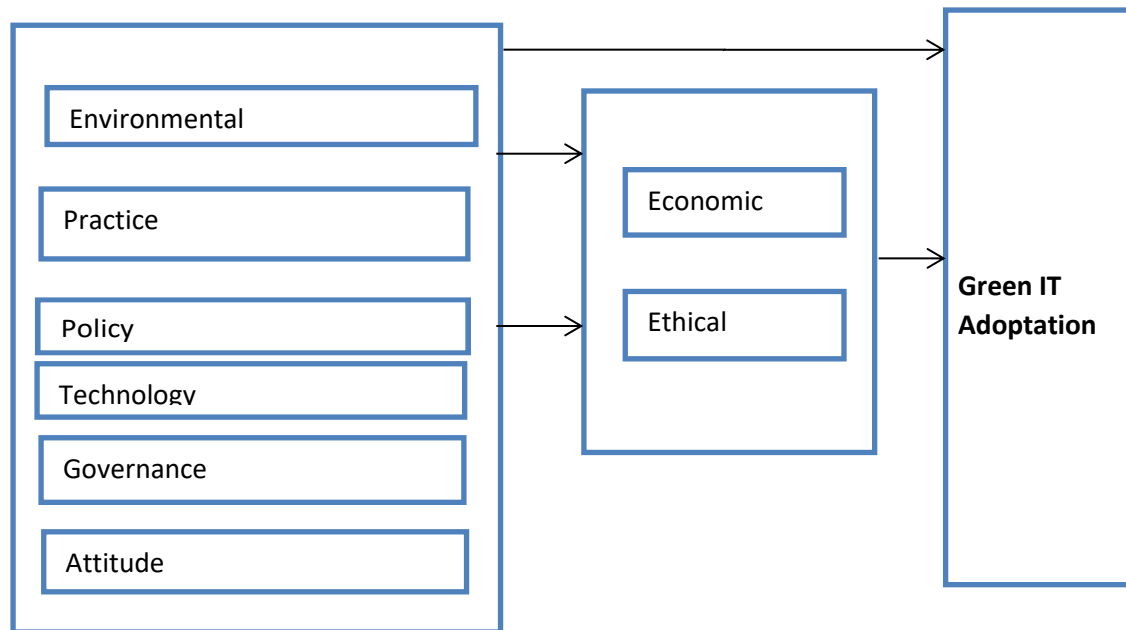 Environmental
Practice
Policy
Technology
Governance
Attitude
Economic
Ethical
Green IT
Adoptation